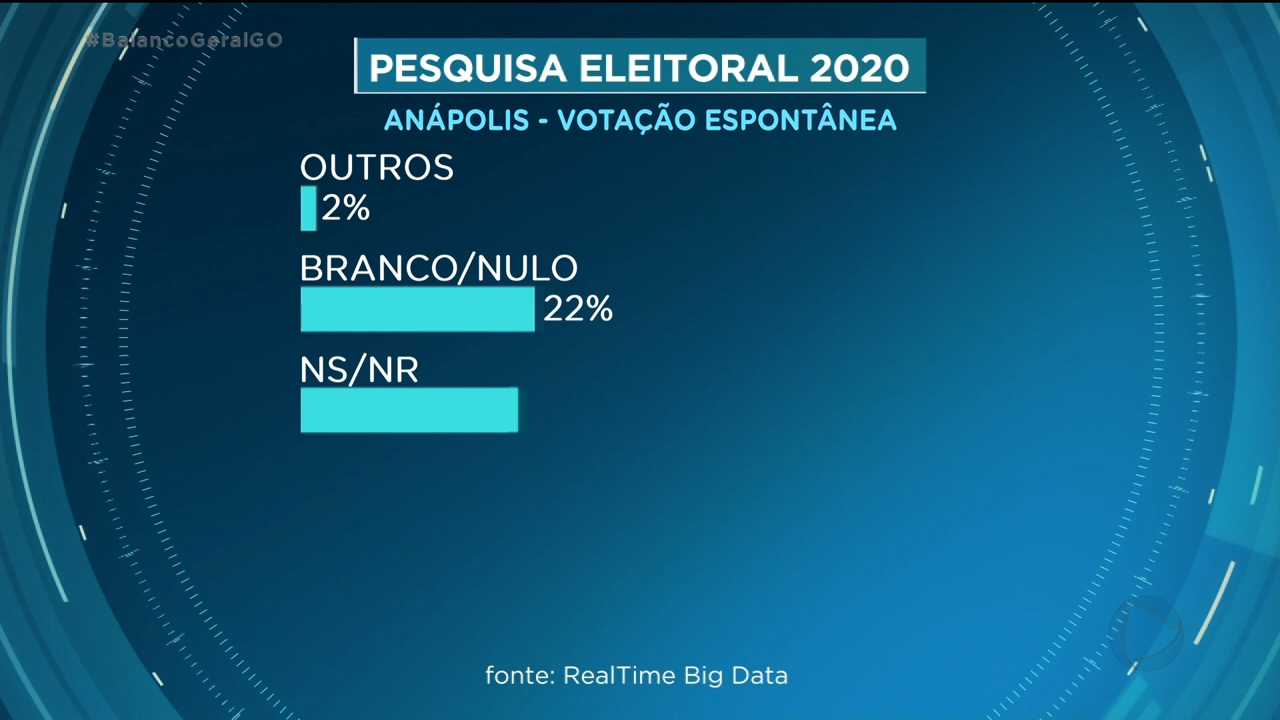 #BalancoGeralGO
PESQUISA ELEITORAL 2020
ANÁPOLIS - VOTAÇÃO ESPONTÂNEA
OUTROS
2%
BRANCO/NULO
22%
NS/NR
fonte: RealTime Big Data